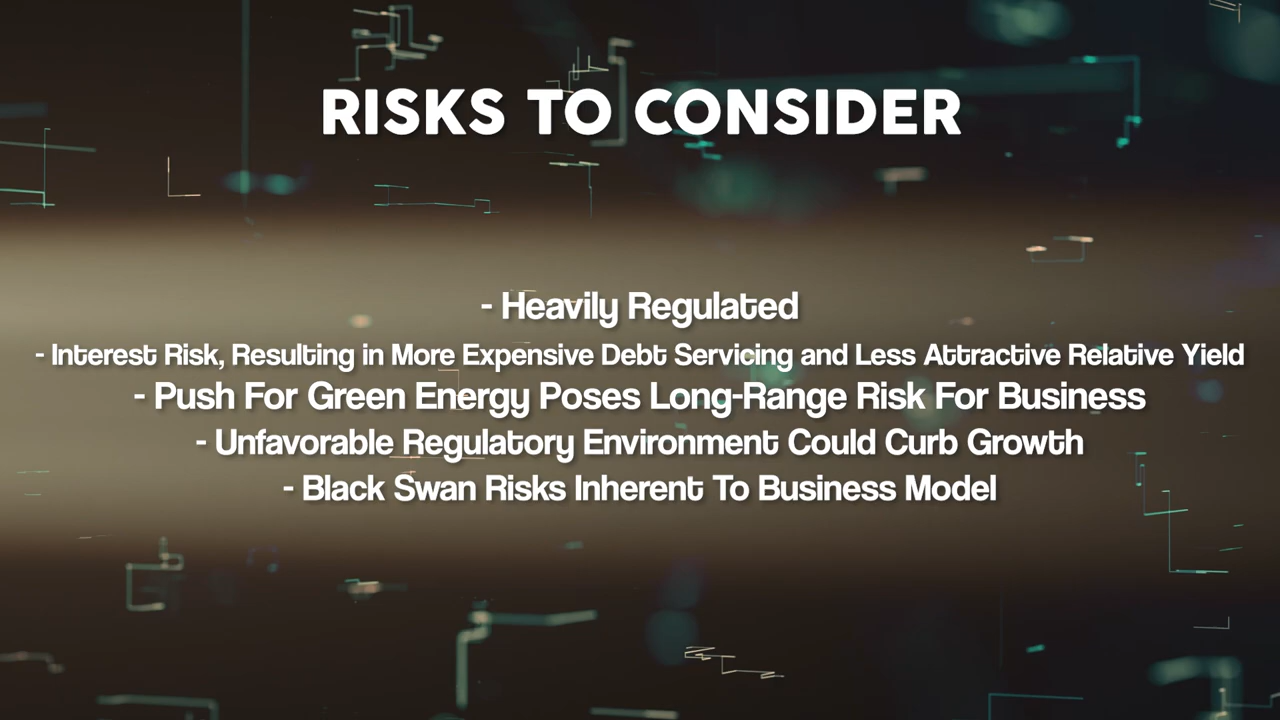 RISKS TO CONSIDER
- Heavily Regulated
- Interest Risk, Resulting in More Expensive Debt Servicing and Less Attractive Relative Yield
- Push For Green Energy Poses Long-Range Risk For Business
- Unfavorable Regulatory Environment Could Curb Growth
- Black Swan Risks Inherent To Business Model